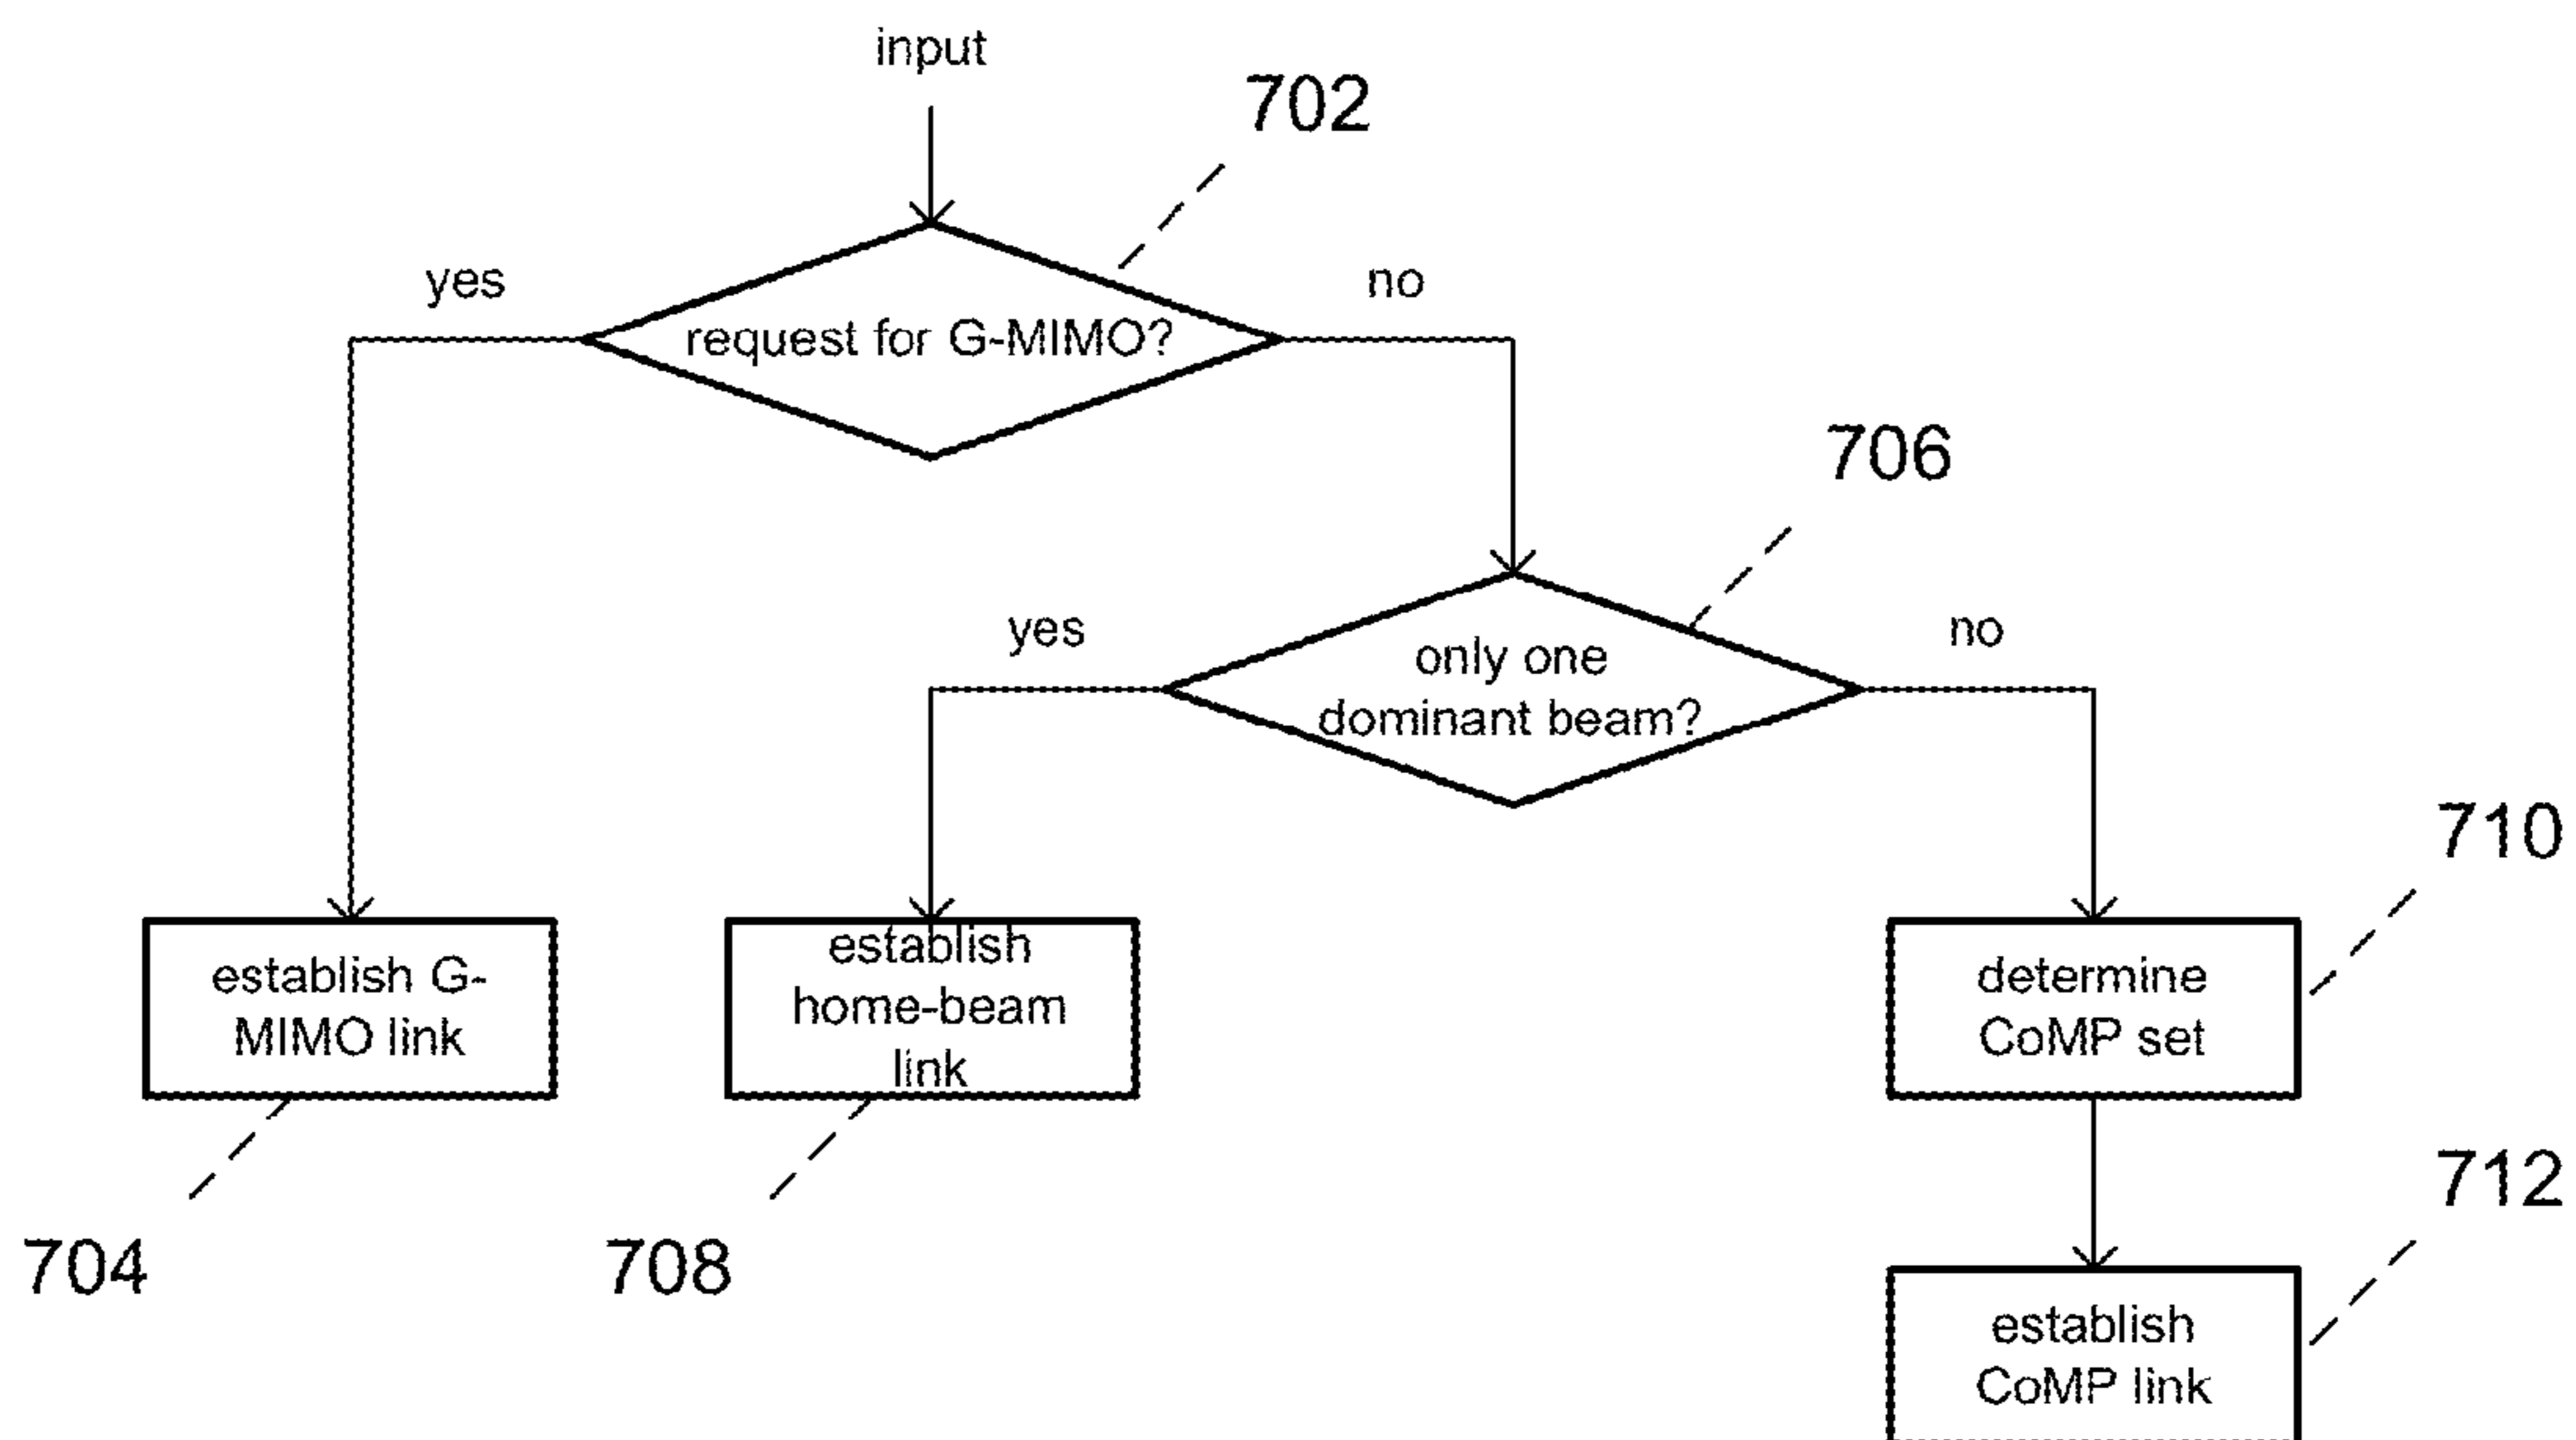 input
702
yes
no
request for G-MIMO?
706
yes
no
only one
dominant beam?
710
establish G-
MIMO link
establish
home-beam
link
determine
CoMP set
712
704
708
establish
CoMP link